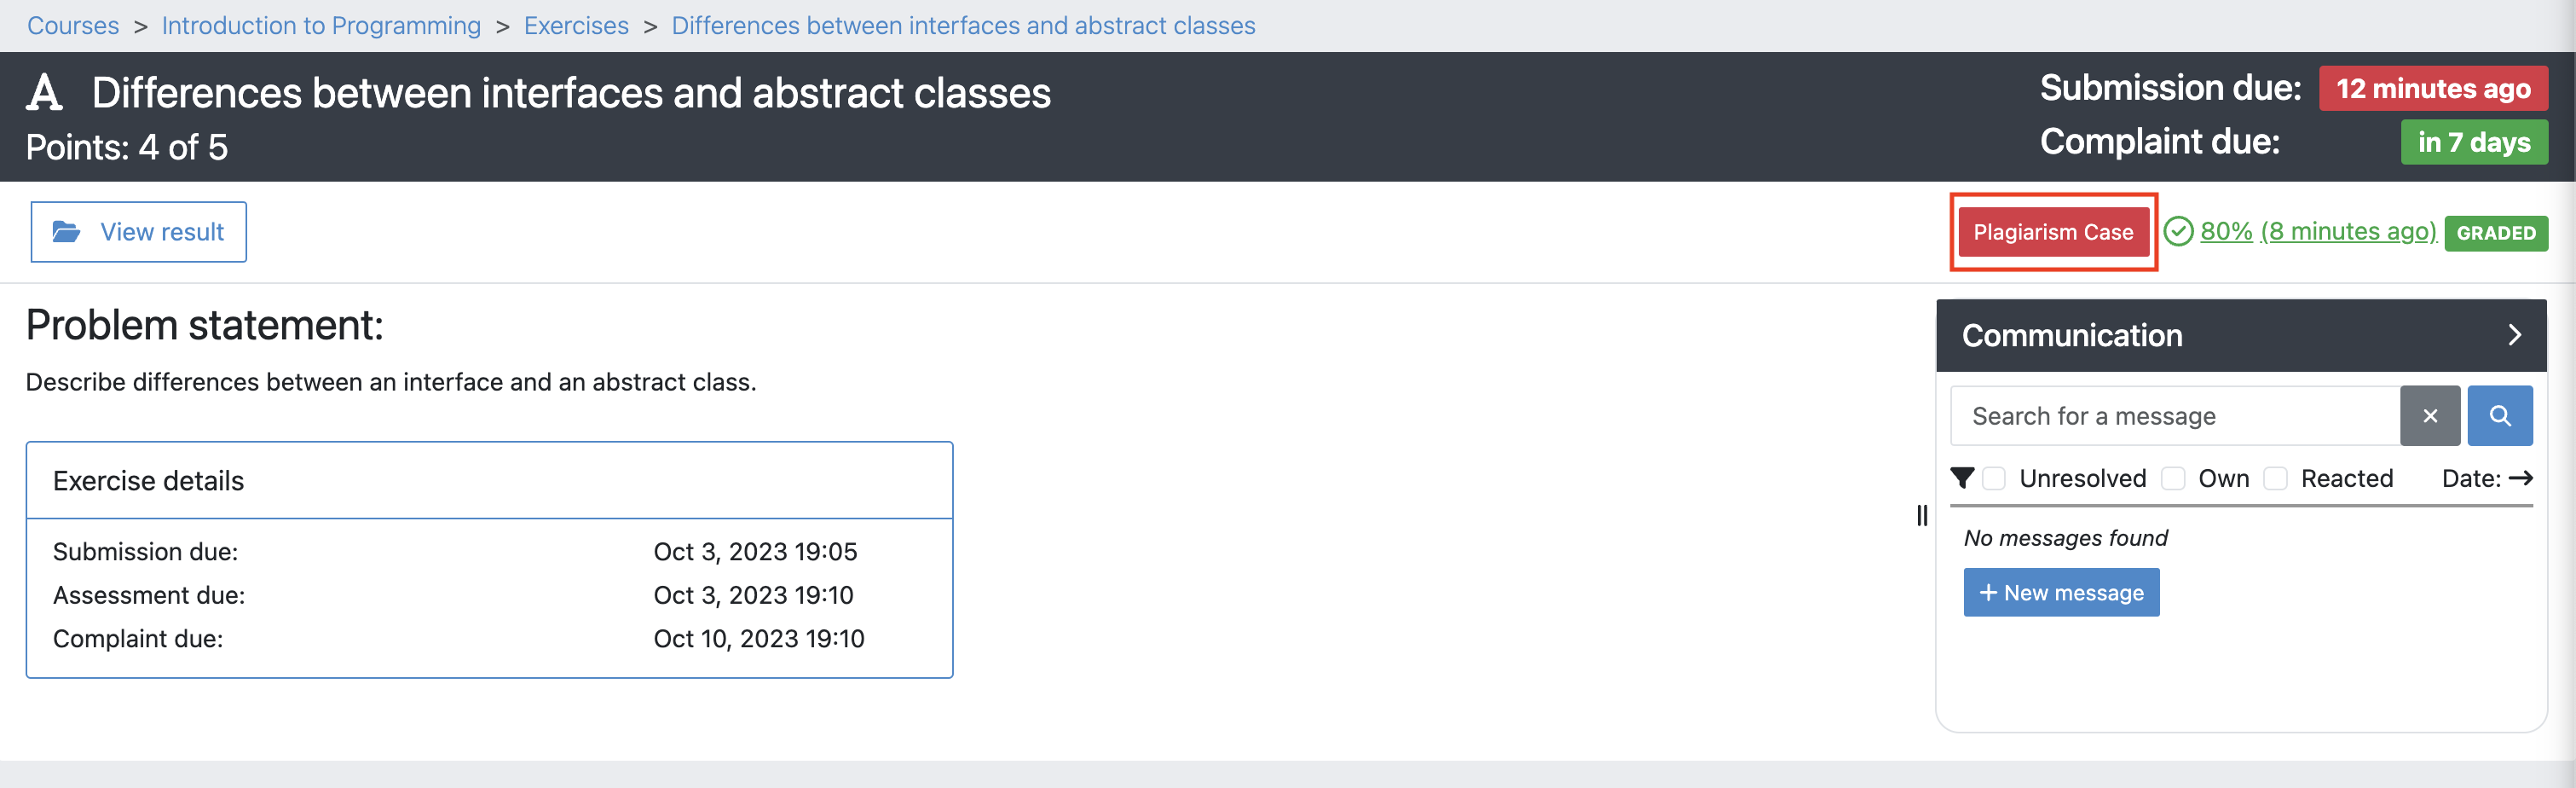 Courses > Introduction to Programming > Exercises > Differences between interfaces and abstract classes
Differences between interfaces and abstract classes
Points: 4 of 5
Submission due: 12 minutes ago
Complaint due: in 7 days
View result
Plagiarism Case 80% (8 minutes ago) GRADED
Problem statement:
Describe differences between an interface and an abstract class.
Exercise details
Submission due: Oct 3, 2023 19:05
Assessment due: Oct 3, 2023 19:10
Complaint due: Oct 10, 2023 19:10
Communication
Search for a message
Unresolved Own Reacted Date:
No messages found
+ New message